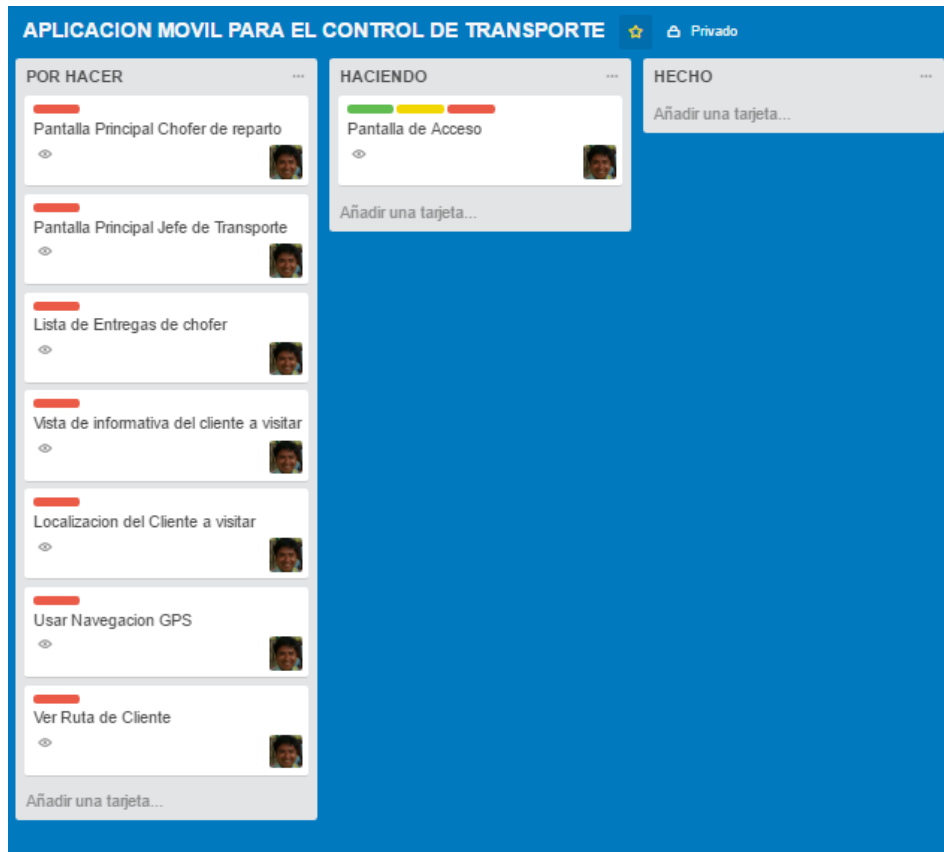 APLICACION MOVIL PARA EL CONTROL DE TRANSPORTE
Privado
POR HACER
Pantalla Principal Chofer de reparto
Pantalla Principal Jefe de Transporte
Lista de Entregas de chofer
Vista de informativa del cliente a visitar
Localizacion del Cliente a visitar
Usar Navegacion GPS
Ver Ruta de Cliente
Añadir una tarjeta...
HACIENDO
Pantalla de Acceso
Añadir una tarjeta...
HECHO
Añadir una tarjeta...